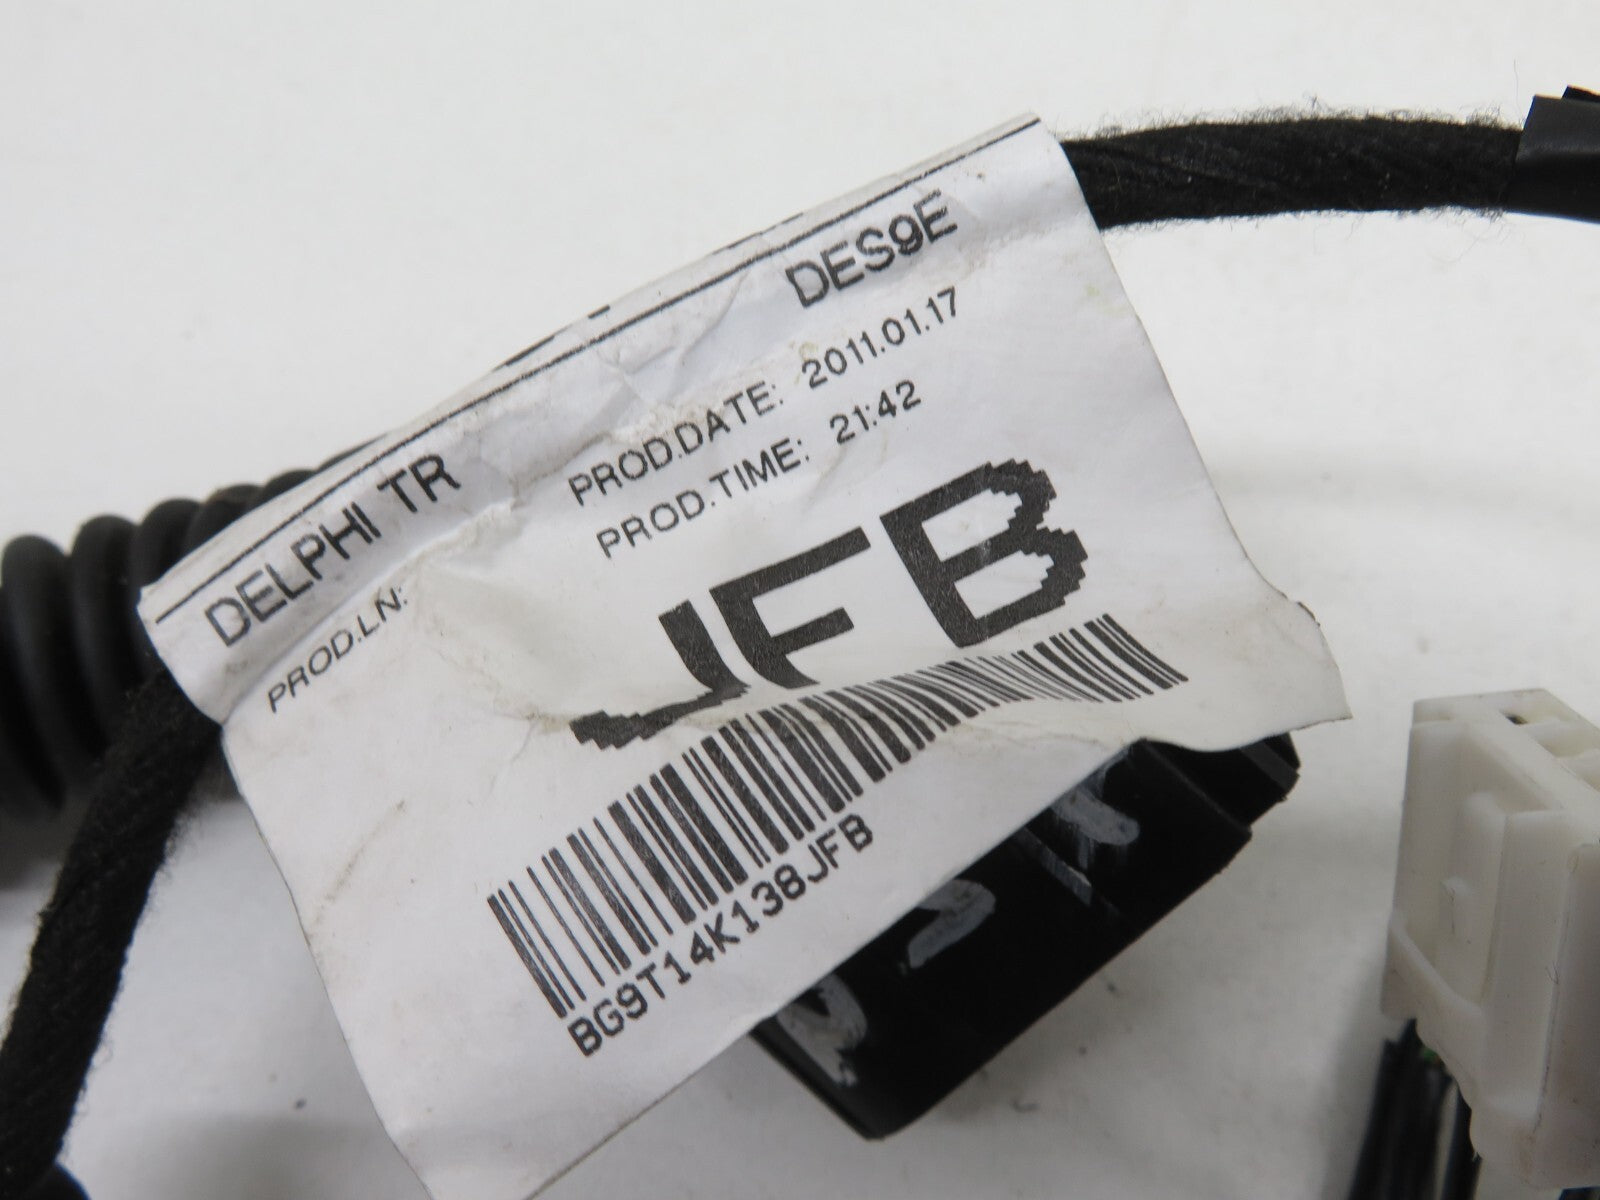 DELPHI TR DES9E
PROD.LN: PROD.DATE: 2011.01.17
PROD.TIME: 21:42
JFB
BG9T14K138JFB